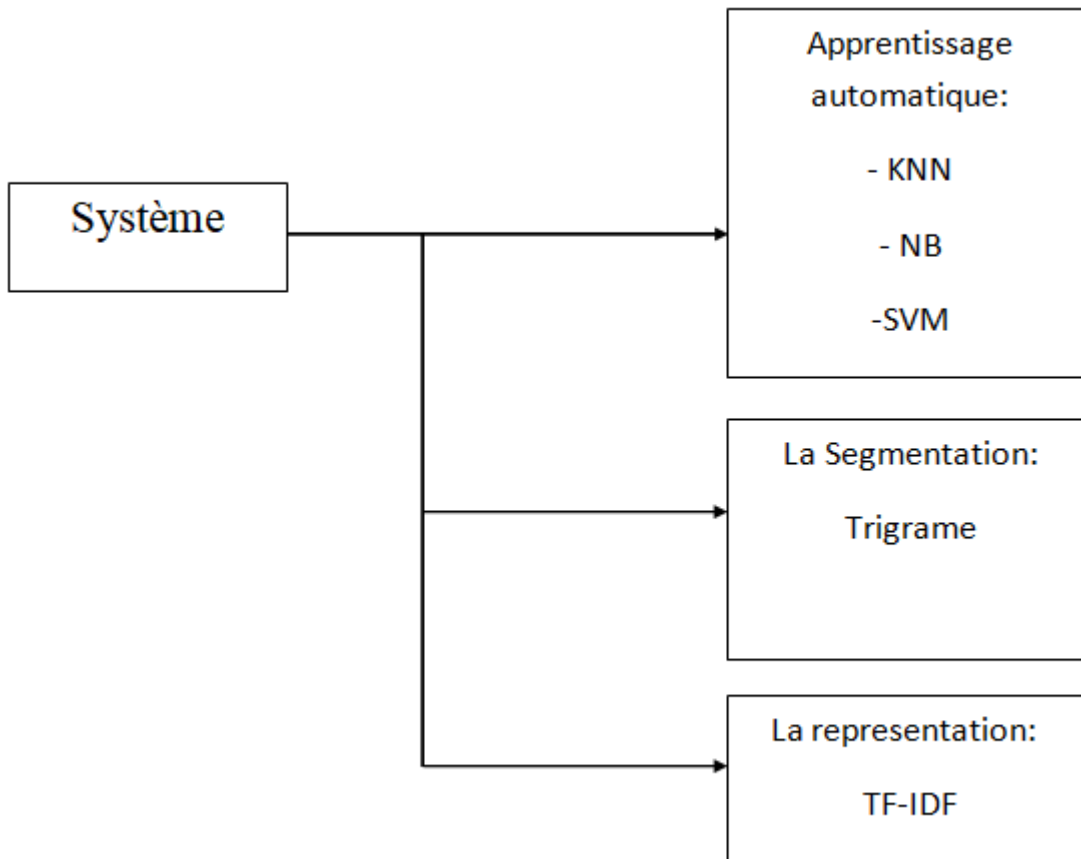 Système
Apprentissage
automatique:
- KNN
- NB
-SVM
La Segmentation:
Trigrame
La representation:
TF-IDF